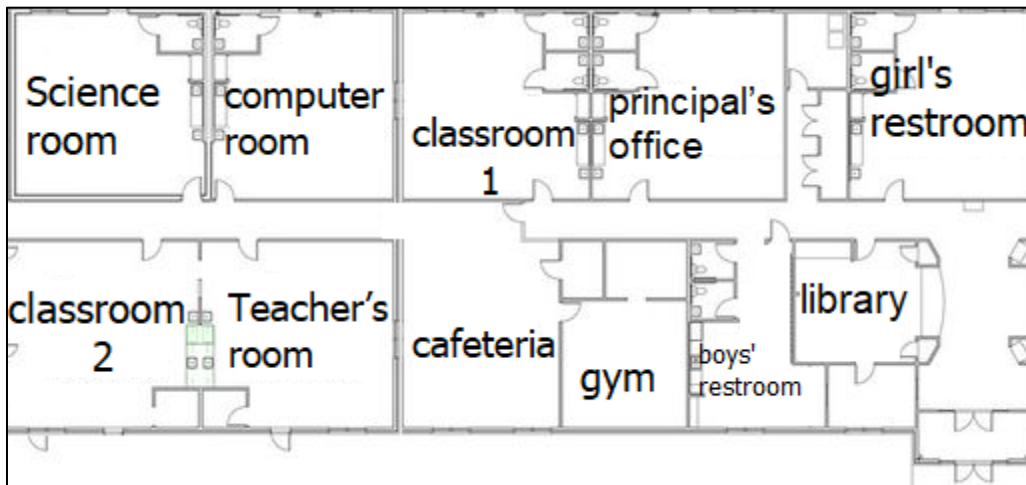 Science
room
computer
room
classroom
1
principal's
office
girl's
restroom
classroom
2
Teacher’s
room
cafeteria
gym
boys'
restroom
library